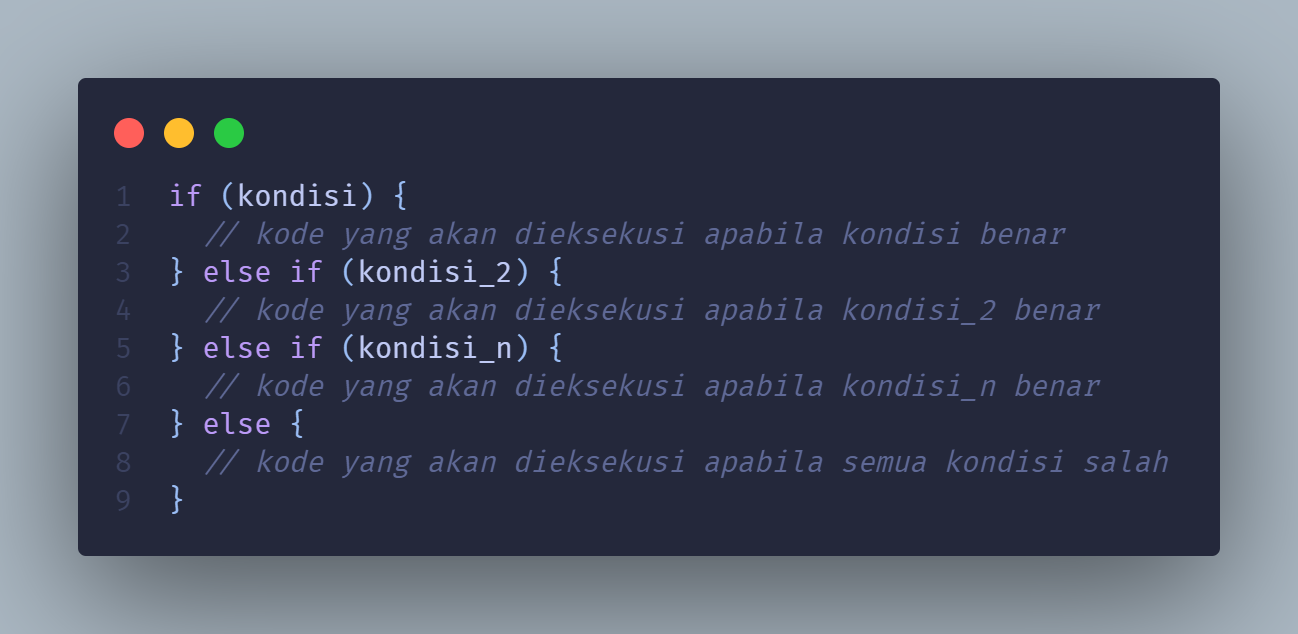 1 if (kondisi) {
2 // kode yang akan dieksekusi apabila kondisi benar
3 } else if (kondisi_2) {
4 // kode yang akan dieksekusi apabila kondisi_2 benar
5 } else if (kondisi_n) {
6 // kode yang akan dieksekusi apabila kondisi_n benar
7 } else {
8 // kode yang akan dieksekusi apabila semua kondisi salah
9 }